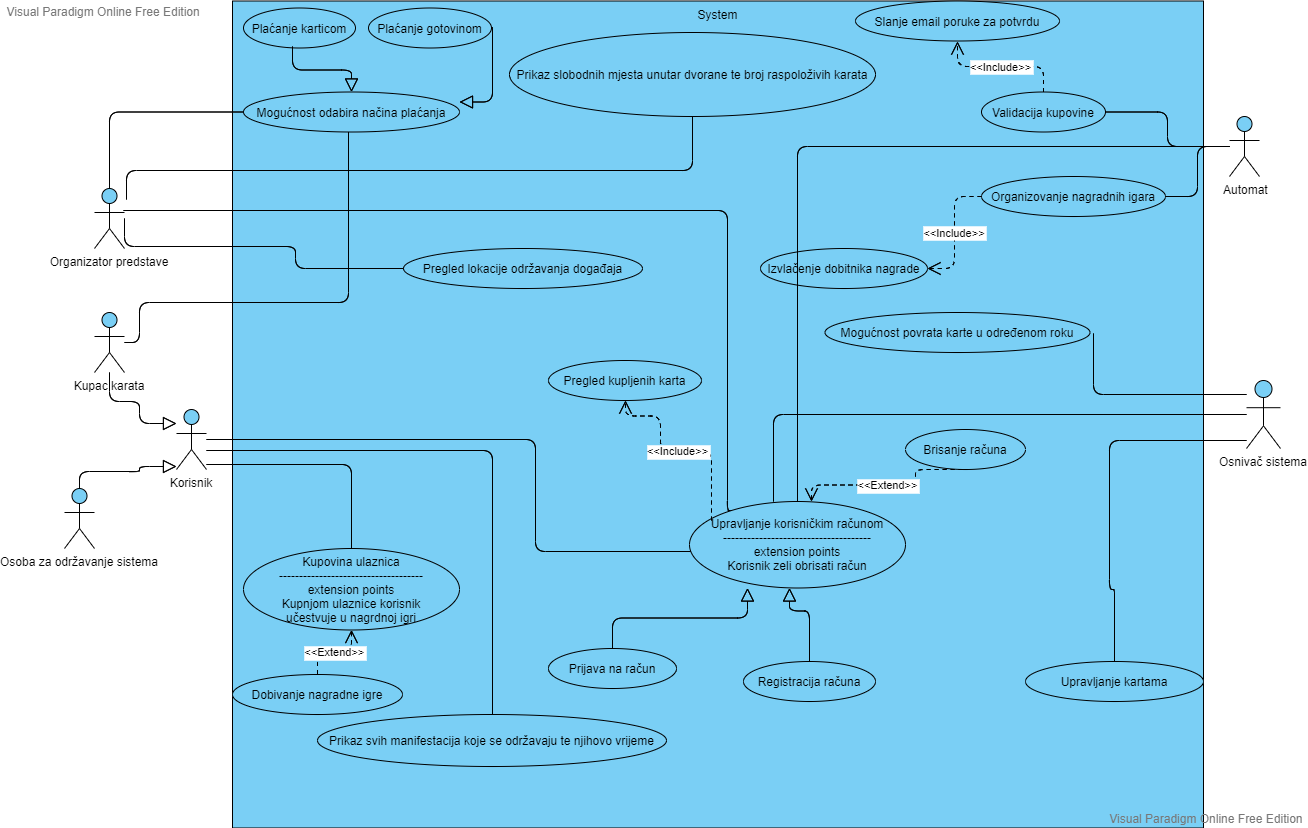 Visual Paradigm Online Free Edition
System
Plaćanje karticom
Plaćanje gotovinom
Slanje email poruke za potvrdu
<<Include>>
Prikaz slobodnih mjesta unutar dvorane te broj raspoloživih karata
Mogućnost odabira načina plaćanja
Validacija kupovine
Automat
Organizovanje nagradnih igara
<<Include>>
Organizator predstave
Pregled lokacije održavanja događaja
Izvlačenje dobitnika nagrade
Mogućnost povrata karte u određenom roku
Kupac karata
Pregled kupljenih karta
<<Include>>
Brisanje računa
Osnivač sistema
Korisnik
<<Extend>>
Upravljanje korisničkim računom
-------------------------------------
extension points
Korisnik zeli obrisati račun
Osoba za održavanje sistema
Kupovina ulaznica
------------------------------------
extension points
Kupnjom ulaznice korisnik
učestvuje u nagrdnoj igri
<<Extend>>
Dobivanje nagradne igre
Prijava na račun
Registracija računa
Upravljanje kartama
Prikaz svih manifestacija koje se održavaju te njihovo vrijeme
Visual Paradigm Online Free Edition